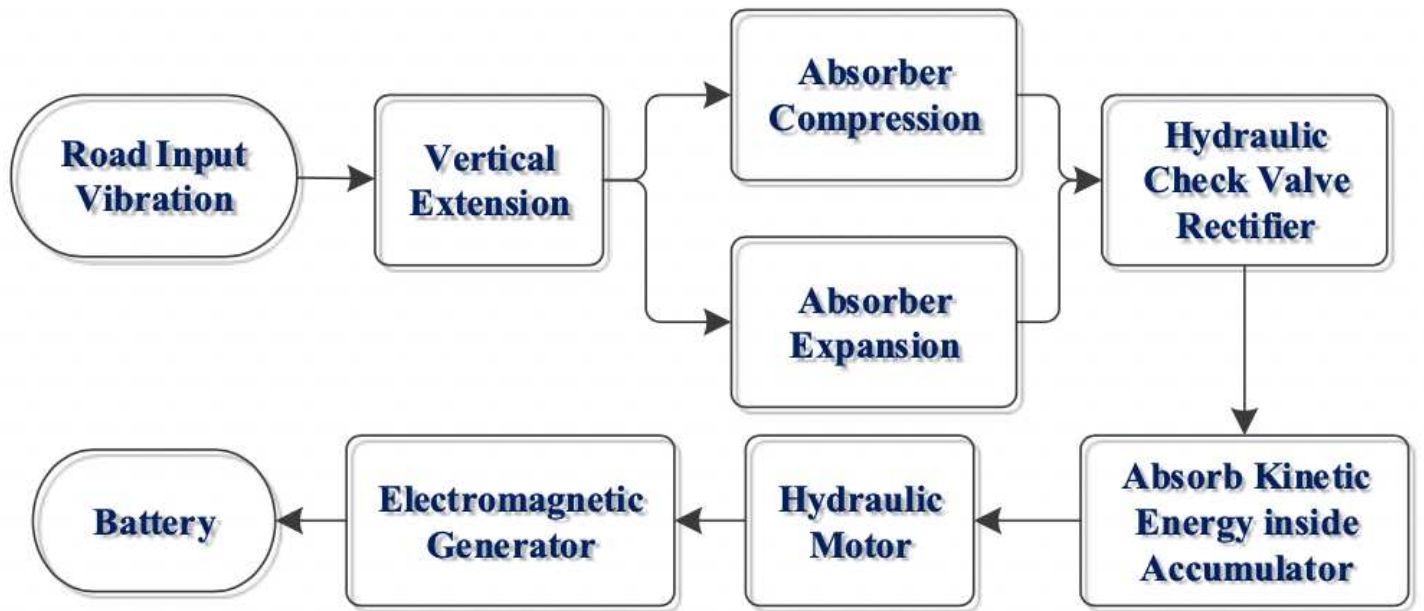 Road Input
Vibration
Vertical
Extension
Absorber
Compression
Absorber
Expansion
Hydraulic
Check Valve
Rectifier
Absorb Kinetic
Energy inside
Accumulator
Hydraulic
Motor
Electromagnetic
Generator
Battery